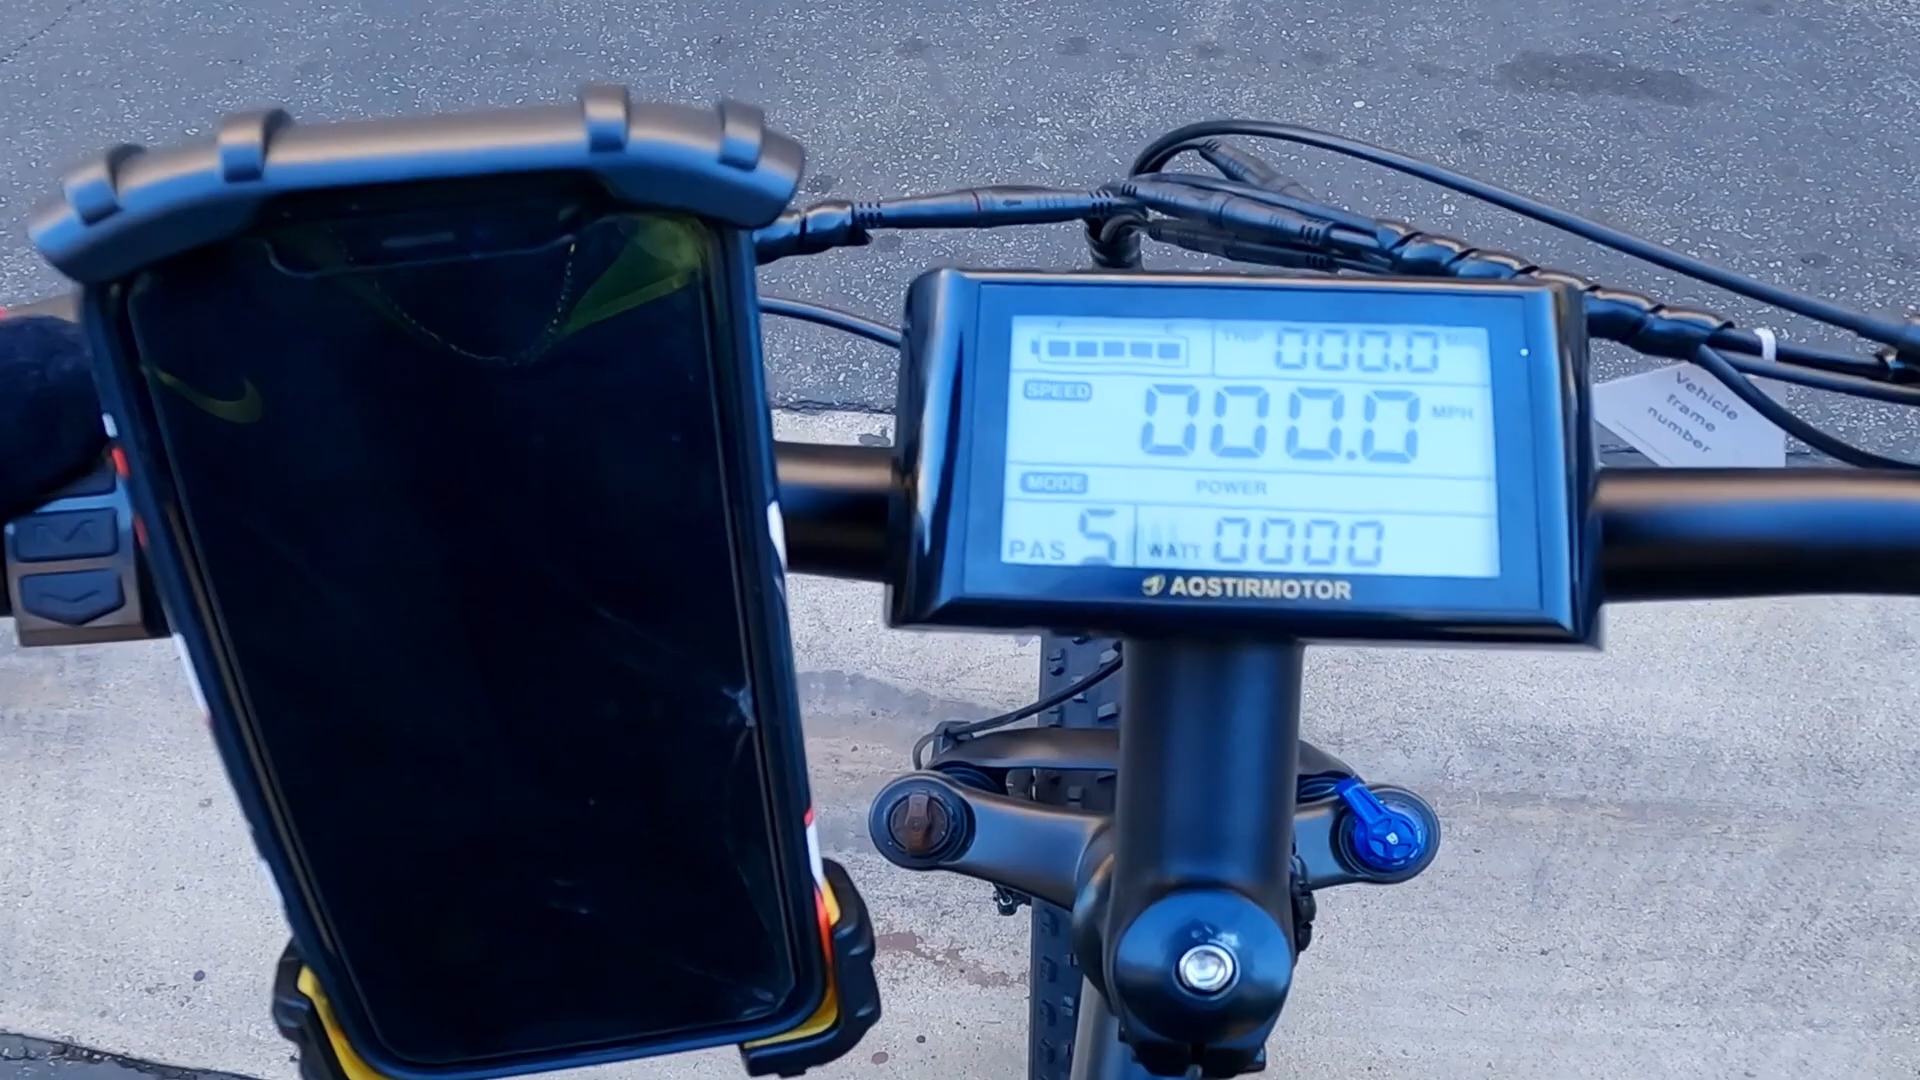 TRIP 000.0
SPEED
000.0 MPH
MODE POWER
PAS 5 WATT 0000
AOSTIRMOTOR
Vehicle
frame
number
M